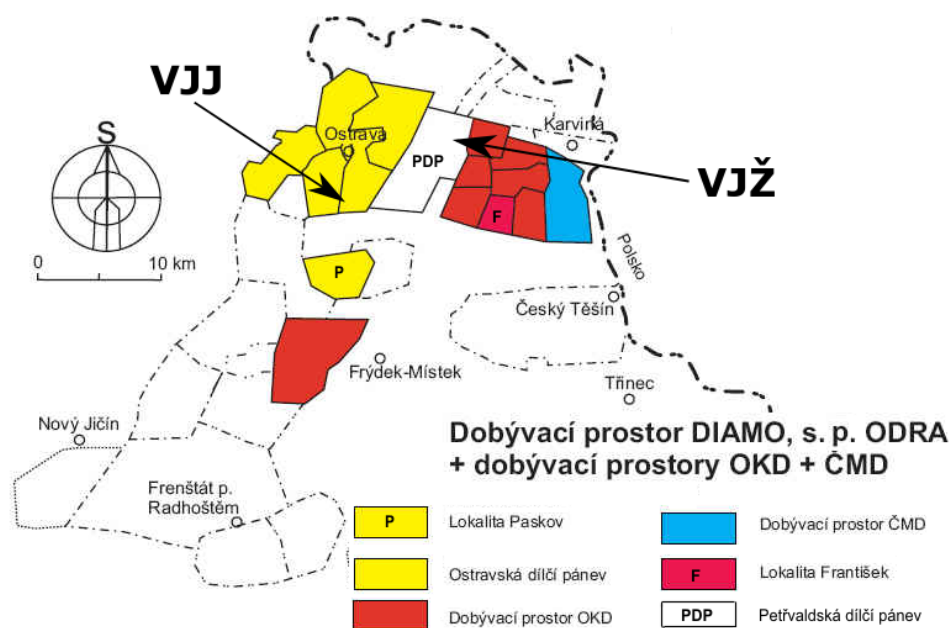 VJJ
S
Ostrava
Karviná
PDP
VJŽ
F
0 10 km
P
Polsko
Český Těšín
Frýdek-Místek
Třinec
Nový Jičín
Frenštát p.
Radhoštěm
Dobývací prostor DIAMO, s. p. ODRA
+ dobývací prostory OKD + ČMD
P Lokalita Paskov
Dobývací prostor ČMD
Ostravská dílčí pánev
F Lokalita František
Dobývací prostor OKD
PDP Petřvaldská dílčí pánev